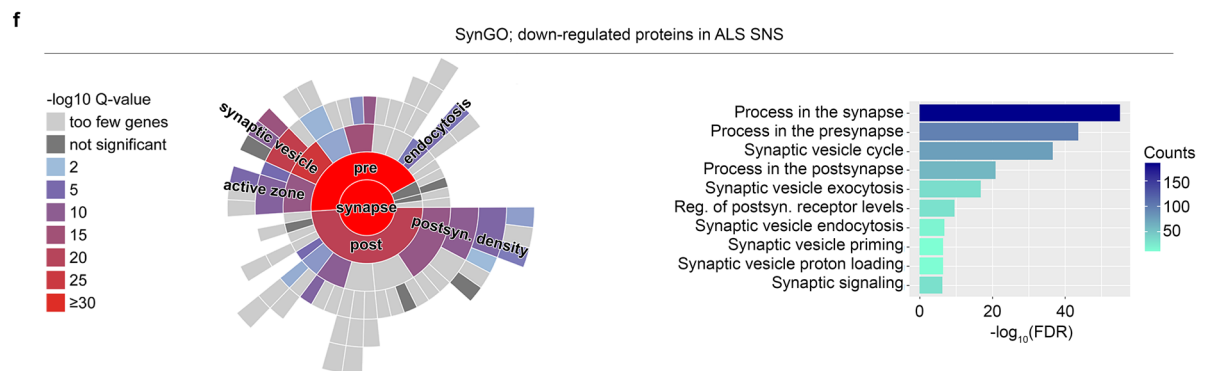 f
SynGO; down-regulated proteins in ALS SNS
-log10 Q-value
too few genes
not significant
2
5
10
15
20
25
≥30
synaptic vesicle
endocytosis
pre
active zone
synapse
post
postsyn. density
Process in the synapse
Process in the presynapse
Synaptic vesicle cycle
Process in the postsynapse
Synaptic vesicle exocytosis
Reg. of postsyn. receptor levels
Synaptic vesicle endocytosis
Synaptic vesicle priming
Synaptic vesicle proton loading
Synaptic signaling
0 20 40
-log₁₀(FDR)
Counts
150
100
50